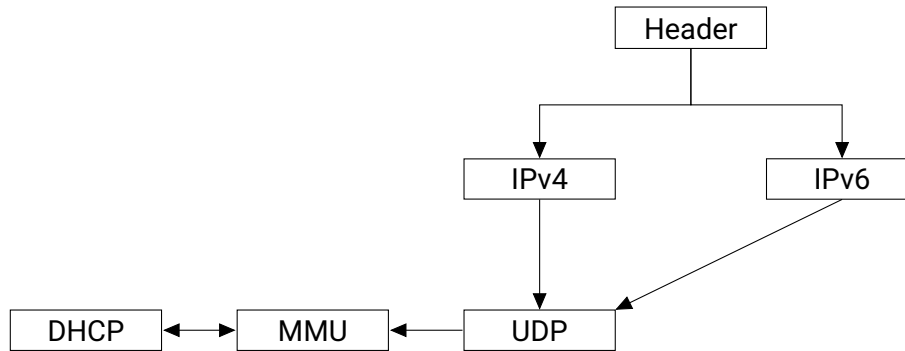 Header
IPv4
IPv6
DHCP
MMU
UDP